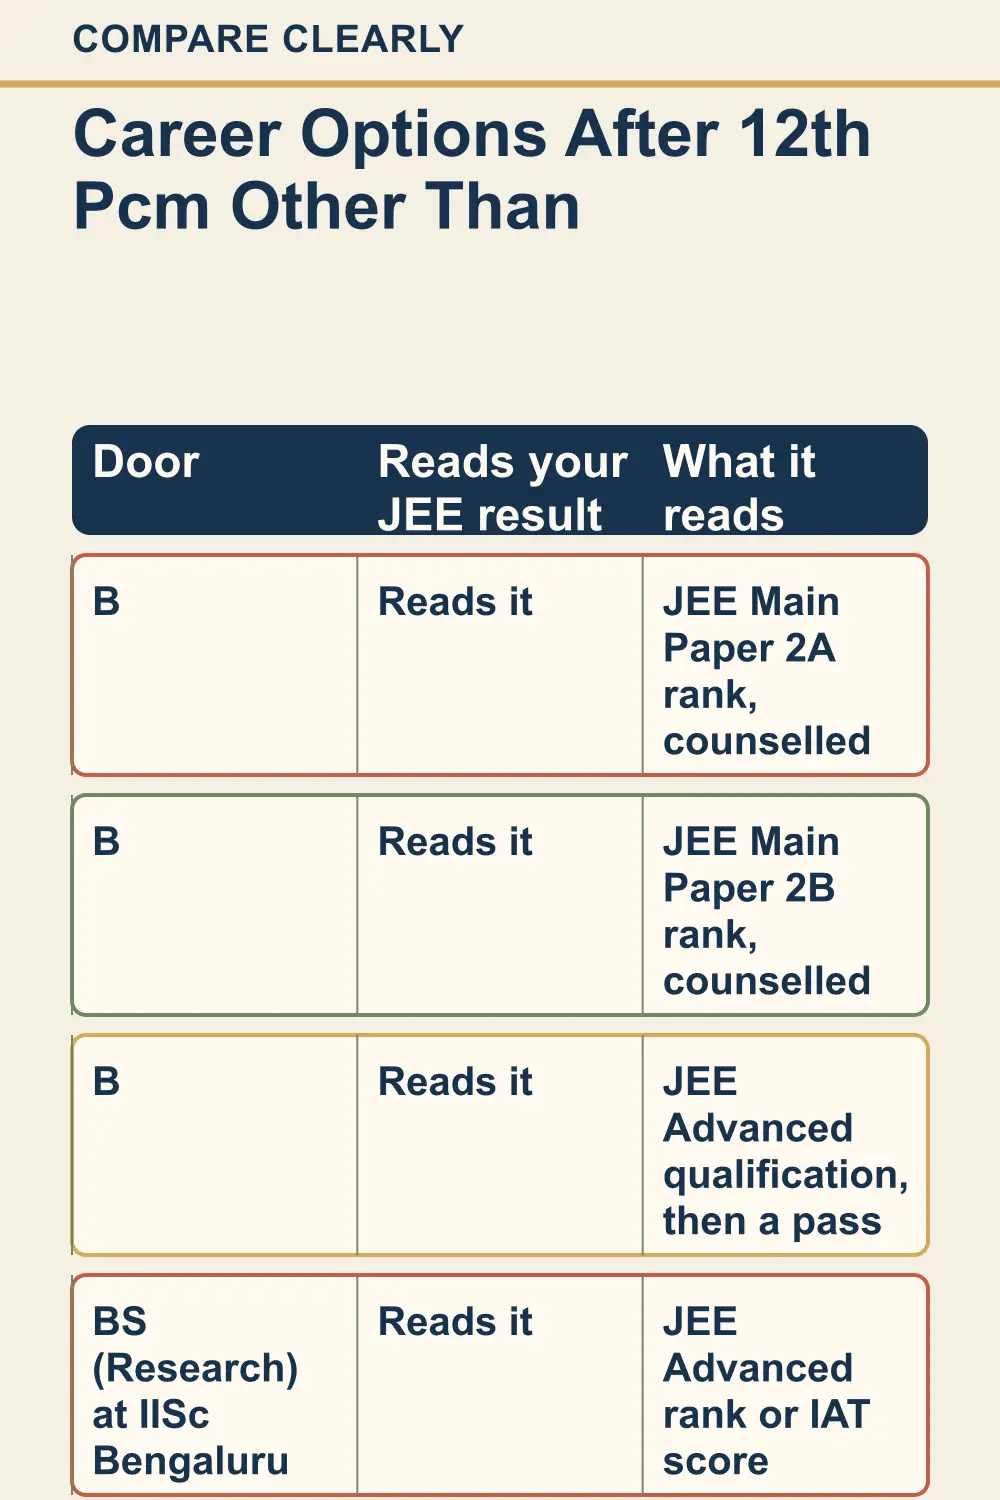 COMPARE CLEARLY
Career Options After 12th
Pcm Other Than
Door
Reads your
JEE result
What it
reads
B
Reads it
JEE Main
Paper 2A
rank,
counselled
B
Reads it
JEE Main
Paper 2B
rank,
counselled
B
Reads it
JEE
Advanced
qualification,
then a pass
BS
(Research)
at IISc
Bengaluru
Reads it
JEE
Advanced
rank or IAT
score